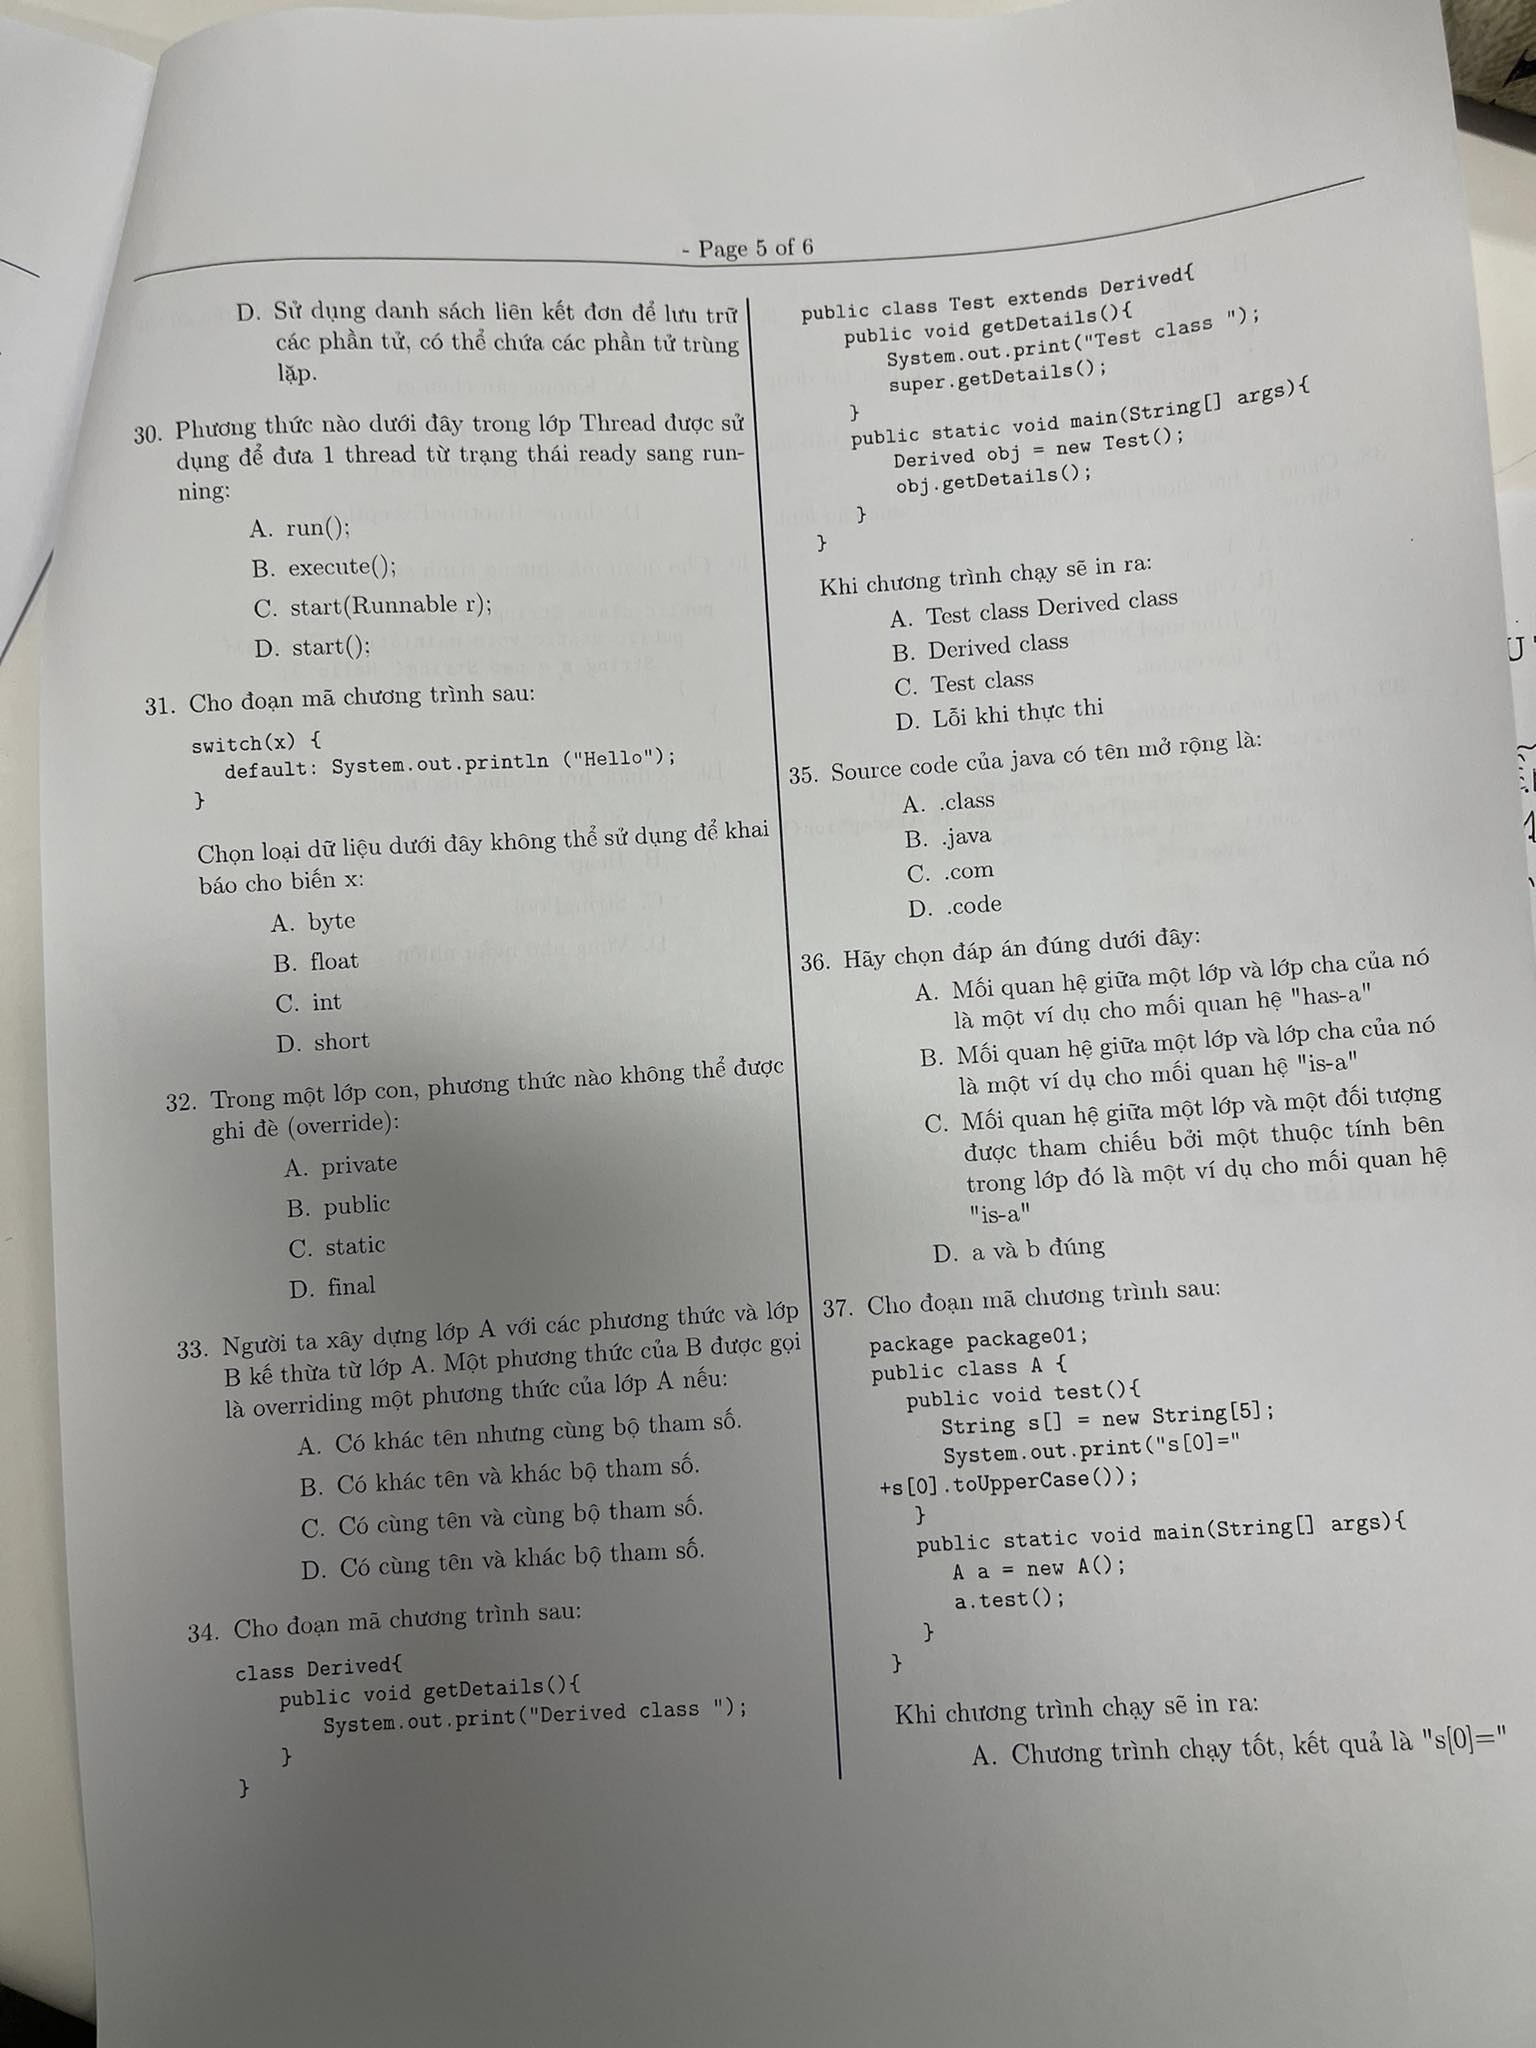 - Page 5 of 6
D. Sử dụng danh sách liên kết đơn để lưu trữ
các phần tử, có thể chứa các phần tử trùng
lặp.
30. Phương thức nào dưới đây trong lớp Thread được sử
dụng để đưa 1 thread từ trạng thái ready sang run-
ning:
A. run();
B. execute();
C. start(Runnable r);
D. start();
31. Cho đoạn mã chương trình sau:
switch(x) {
default: System.out.println ("Hello");
}
Chọn loại dữ liệu dưới đây không thể sử dụng để khai
báo cho biến x:
A. byte
B. float
C. int
D. short
32. Trong một lớp con, phương thức nào không thể được
ghi đè (override):
A. private
B. public
C. static
D. final
33. Người ta xây dựng lớp A với các phương thức và lớp
B kế thừa từ lớp A. Một phương thức của B được gọi
là overriding một phương thức của lớp A nếu:
A. Có khác tên nhưng cùng bộ tham số.
B. Có khác tên và khác bộ tham số.
C. Có cùng tên và cùng bộ tham số.
D. Có cùng tên và khác bộ tham số.
34. Cho đoạn mã chương trình sau:
class Derived{
public void getDetails(){
System.out.print("Derived class ");
}
}
public class Test extends Derived{
public void getDetails(){
System.out.print("Test class ");
super.getDetails();
}
public static void main(String[] args){
Derived obj = new Test();
obj.getDetails();
}
}
Khi chương trình chạy sẽ in ra:
A. Test class Derived class
B. Derived class
C. Test class
D. Lỗi khi thực thi
35. Source code của java có tên mở rộng là:
A. .class
B. .java
C. .com
D. .code
36. Hãy chọn đáp án đúng dưới đây:
A. Mối quan hệ giữa một lớp và lớp cha của nó
là một ví dụ cho mối quan hệ "has-a"
B. Mối quan hệ giữa một lớp và lớp cha của nó
là một ví dụ cho mối quan hệ "is-a"
C. Mối quan hệ giữa một lớp và một đối tượng
được tham chiếu bởi một thuộc tính bên
trong lớp đó là một ví dụ cho mối quan hệ
"is-a"
D. a và b đúng
37. Cho đoạn mã chương trình sau:
package package01;
public class A {
public void test(){
String s[] = new String[5];
System.out.print("s[0]="
+s[0].toUpperCase());
}
public static void main(String[] args){
A a = new A();
a.test();
}
}
Khi chương trình chạy sẽ in ra:
A. Chương trình chạy tốt, kết quả là "s[0]="